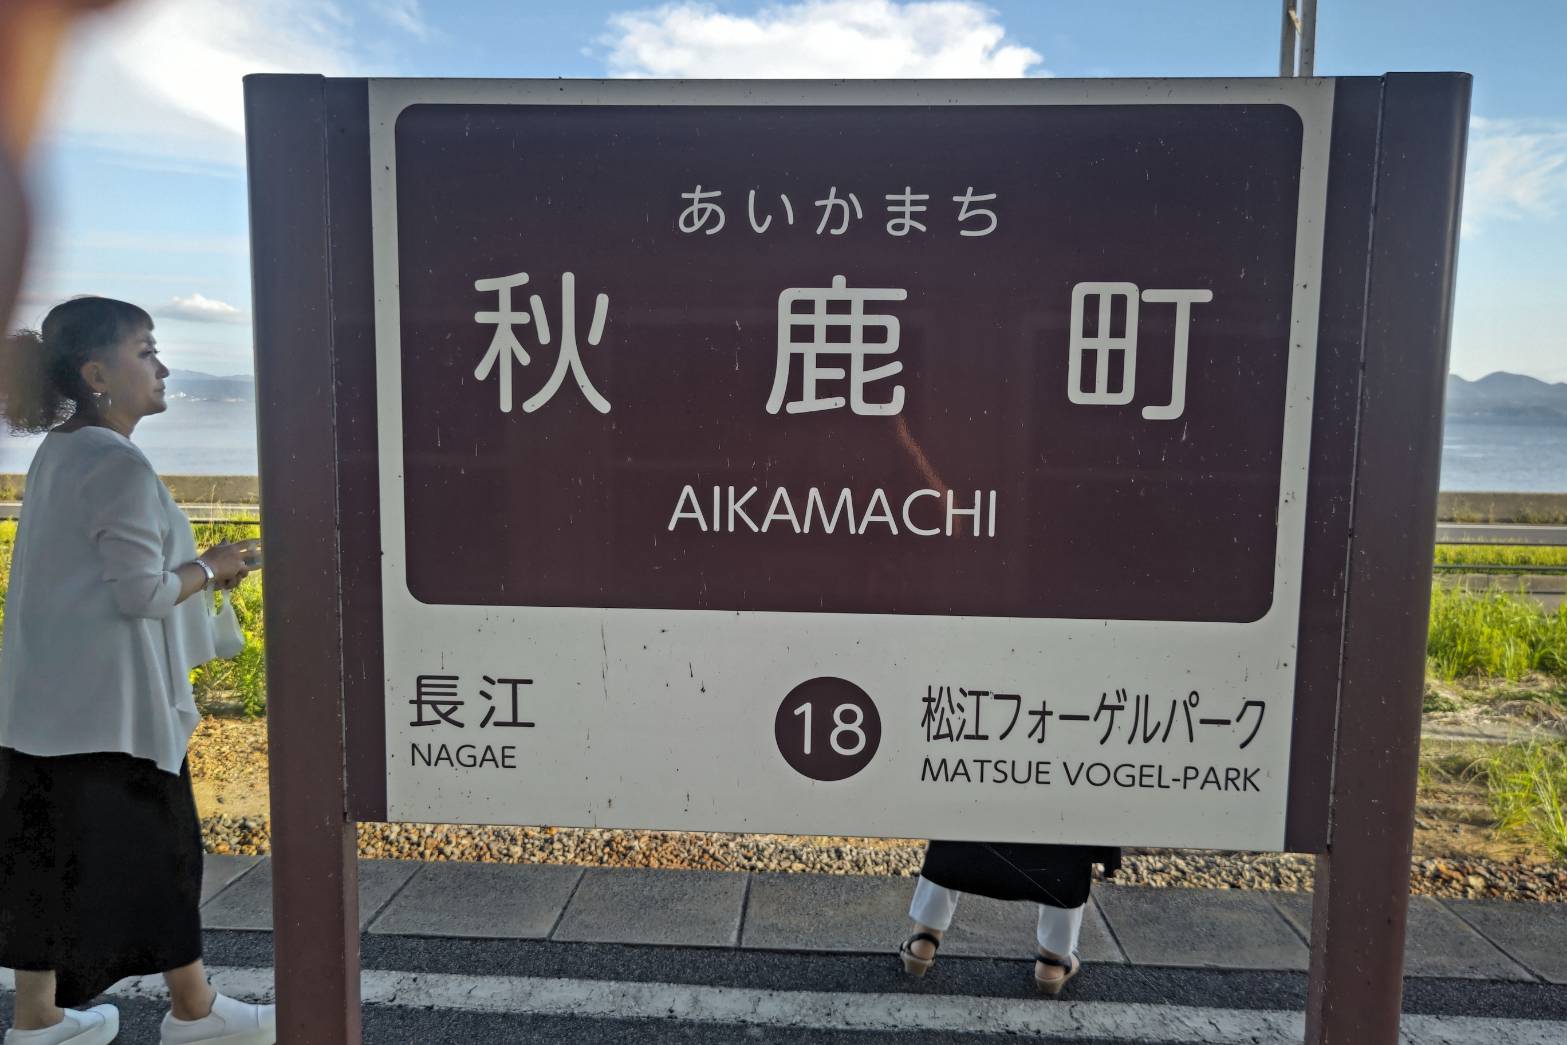 あいかまち
秋鹿町
AIKAMACHI
長江
NAGAE
18
松江フォーゲルパーク
MATSUE VOGEL-PARK